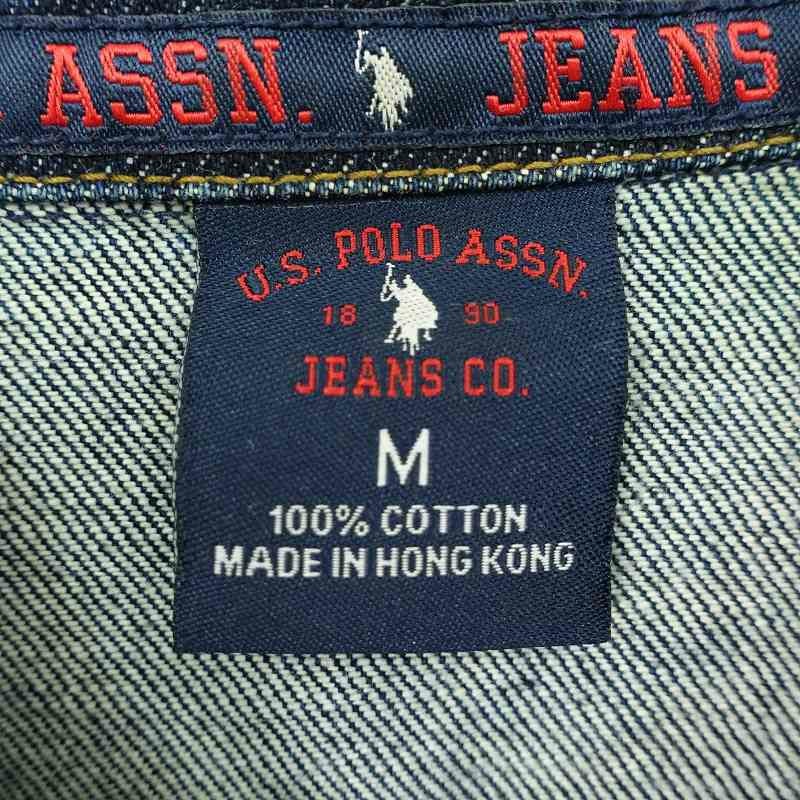 ASSN. JEANS
U.S. POLO ASSN.
18 90
JEANS CO.
M
100% COTTON
MADE IN HONG KONG